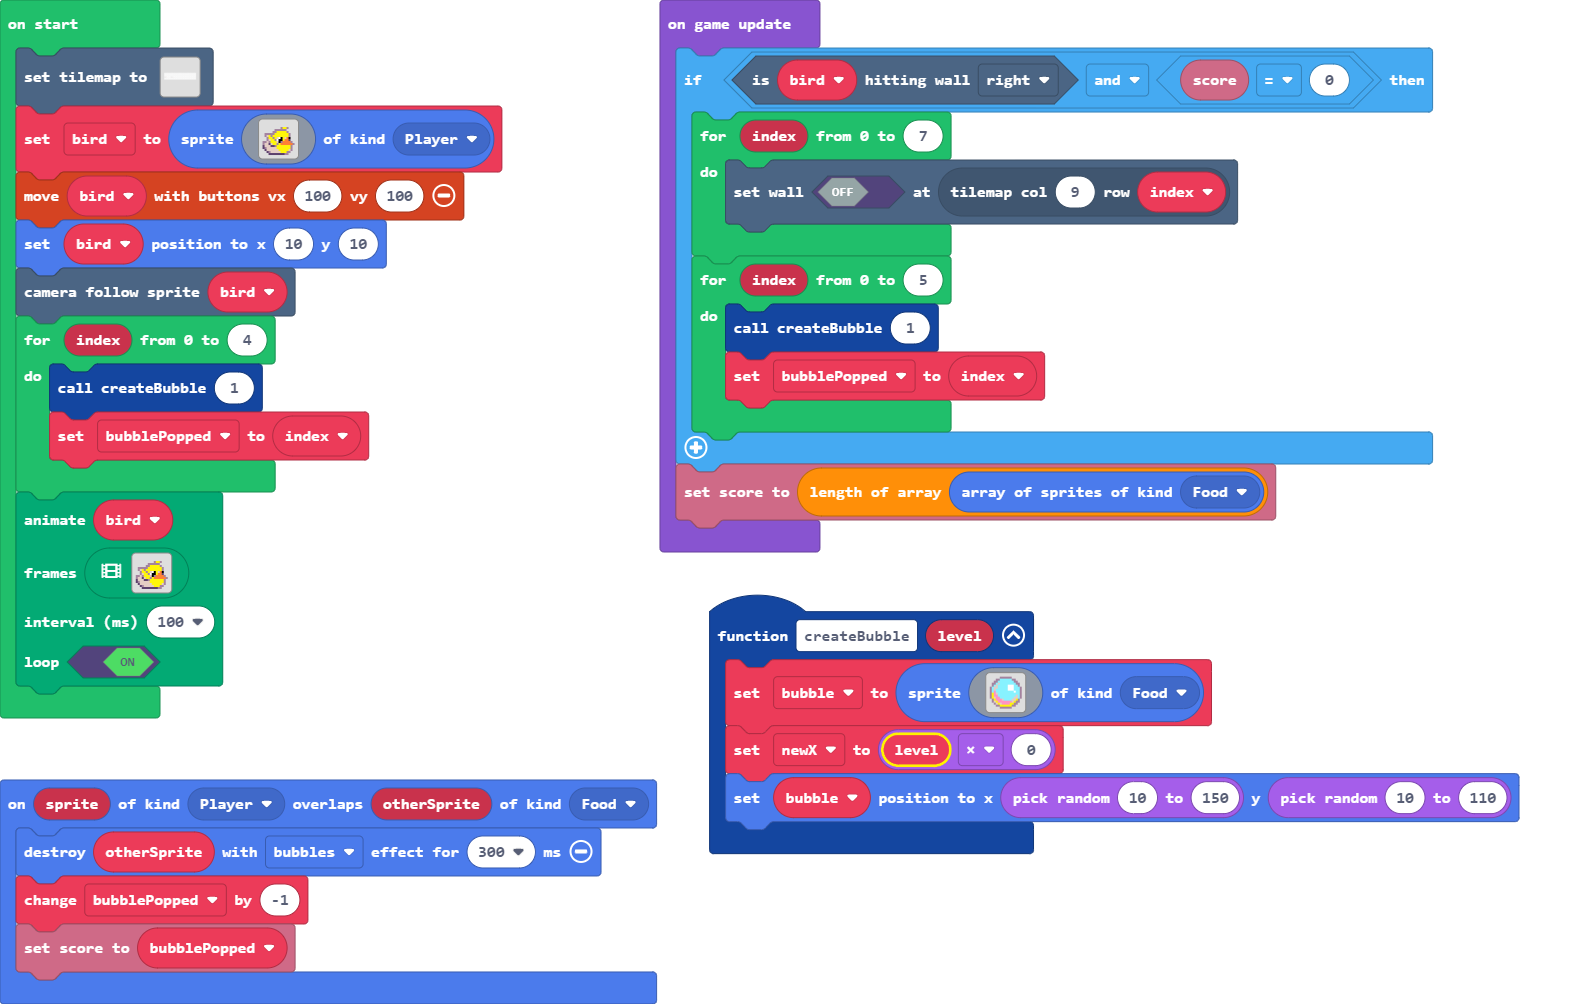 on start
set tilemap to
set bird to sprite of kind Player
move bird with buttons vx 100 vy 100
set bird position to x 10 y 10
camera follow sprite bird
for index from 0 to 4
do
call createBubble 1
set bubblePopped to index
animate bird
frames
interval (ms) 100
loop ON
on sprite of kind Player overlaps otherSprite of kind Food
destroy otherSprite with bubbles effect for 300 ms
change bubblePopped by -1
set score to bubblePopped
on game update
if is bird hitting wall right and score = 0 then
for index from 0 to 7
do
set wall OFF at tilemap col 9 row index
for index from 0 to 5
do
call createBubble 1
set bubblePopped to index
set score to length of array array of sprites of kind Food
function createBubble level
set bubble to sprite of kind Food
set newX to level × 0
set bubble position to x pick random 10 to 150 y pick random 10 to 110